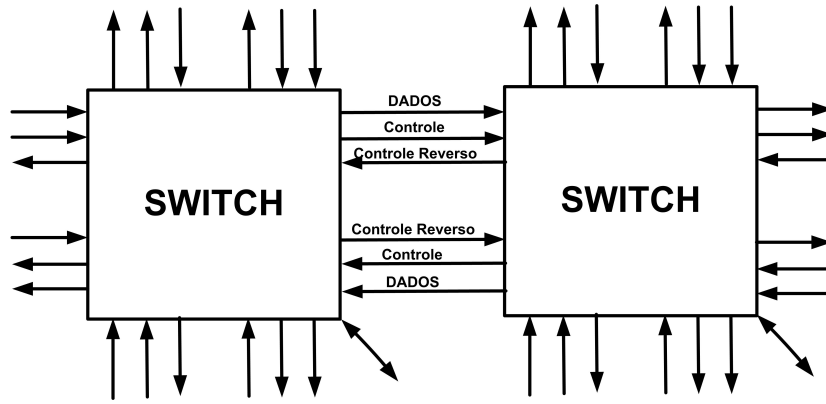 DADOS
Controle
Controle Reverso
SWITCH
SWITCH
Controle Reverso
Controle
DADOS